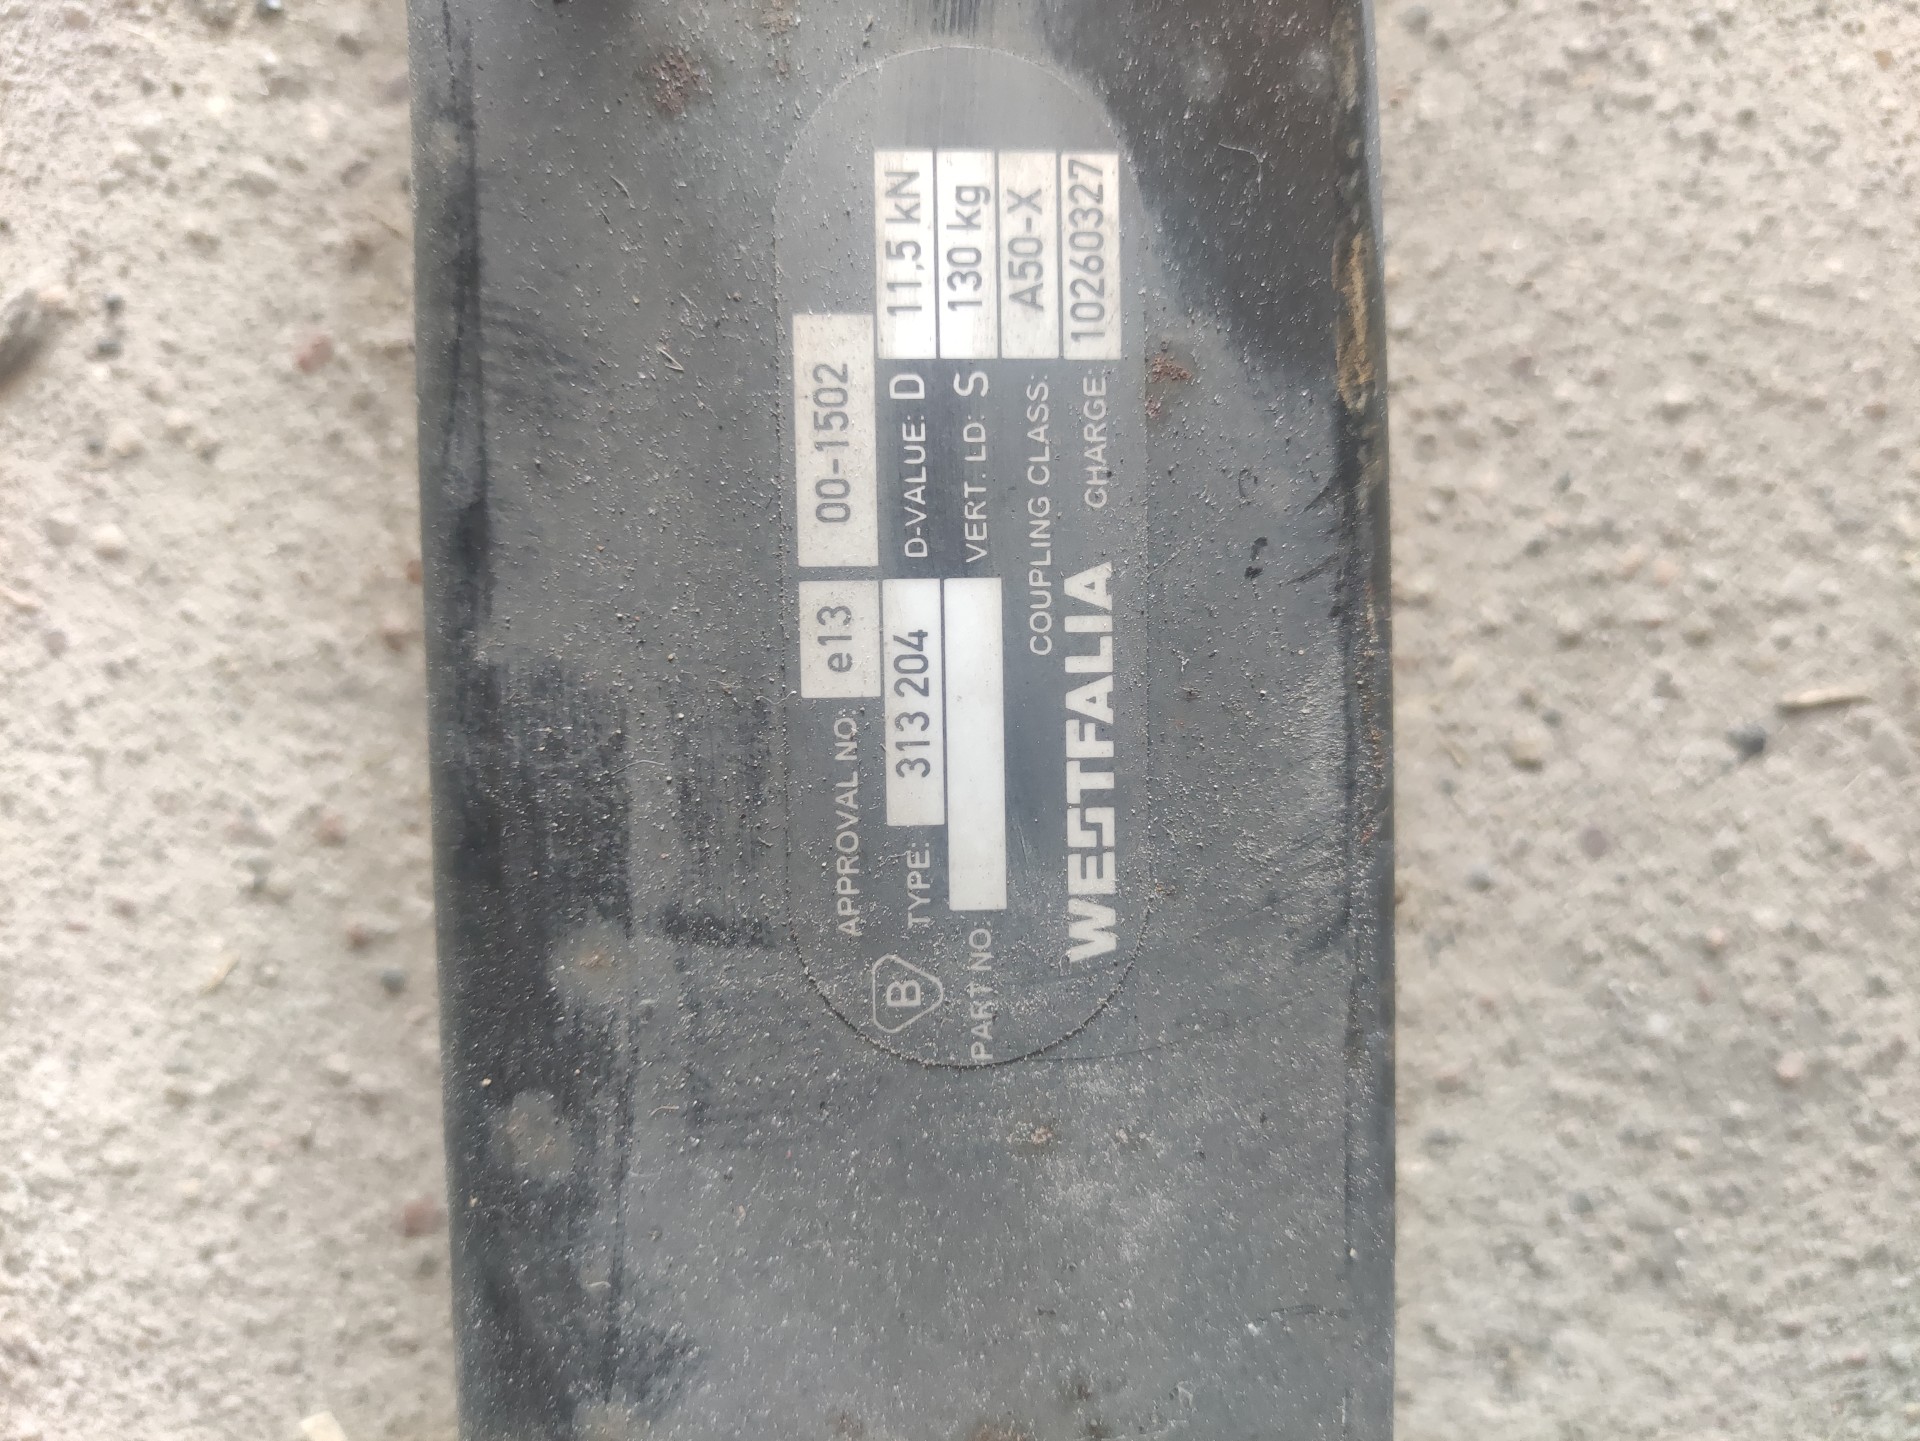 APPROVAL NO: e13 00-1502
B TYPE: 313 204 D-VALUE: D 11,5 kN
PART NO VERT. LD: S 130 kg
COUPLING CLASS: A50-X
WESTFALIA CHARGE: 10260327